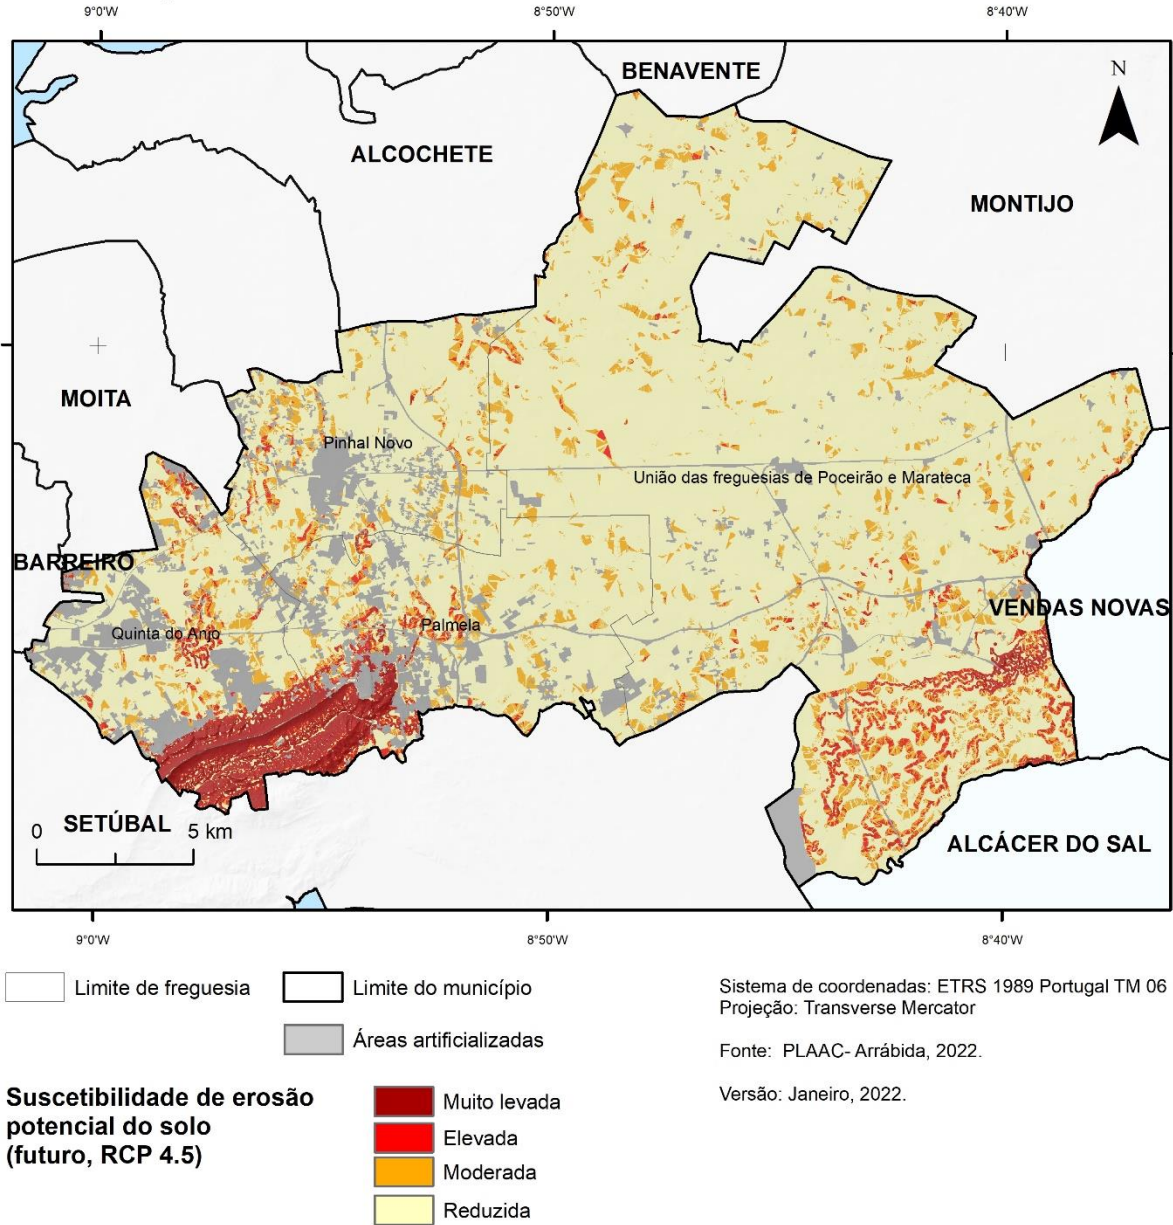 9°0'W 8°50'W 8°40'W
BENAVENTE
N
ALCOCHETE
MONTIJO
MOITA
Pinhal Novo
União das freguesias de Poceirão e Marateca
BARREIRO
VENDAS NOVAS
Quinta do Anjo
Palmela
SETÚBAL
0 5 km
ALCÁCER DO SAL
9°0'W 8°50'W 8°40'W
Limite de freguesia
Limite do município
Áreas artificializadas
Sistema de coordenadas: ETRS 1989 Portugal TM 06
Projeção: Transverse Mercator
Fonte: PLAAC- Arrábida, 2022.
Versão: Janeiro, 2022.
Suscetibilidade de erosão
potencial do solo
(futuro, RCP 4.5)
Muito levada
Elevada
Moderada
Reduzida